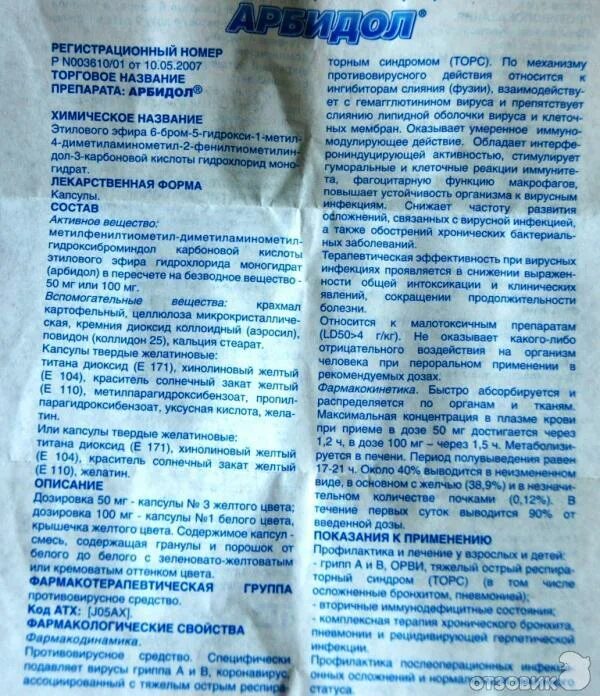 АРБИДОЛ®
РЕГИСТРАЦИОННЫЙ НОМЕР
Р N003610/01 от 10.05.2007
ТОРГОВОЕ НАЗВАНИЕ
ПРЕПАРАТА: АРБИДОЛ®
ХИМИЧЕСКОЕ НАЗВАНИЕ
Этилового эфира 6-бром-5-гидрокси-1-метил-
4-диметиламинометил-2-фенилтиометилин-
дол-3-карбоновой кислоты гидрохлорид моно-
гидрат.
ЛЕКАРСТВЕННАЯ ФОРМА
Капсулы.
СОСТАВ
Активное вещество:
метилфенилтиометил-диметиламинометил-
гидроксиброминдол карбоновой кислоты
этилового эфира гидрохлорида моногидрат
(арбидол) в пересчете на безводное вещество -
50 мг или 100 мг.
Вспомогательные вещества: крахмал
картофельный, целлюлоза микрокристалличе-
ская, кремния диоксид коллоидный (аэросил),
повидон (коллидон 25), кальция стеарат.
Капсулы твердые желатиновые:
титана диоксид (Е 171), хинолиновый желтый
(Е 104), краситель солнечный закат желтый
(Е 110), метилпарагидроксибензоат, пропил-
парагидроксибензоат, уксусная кислота, жела-
тин.
Или капсулы твердые желатиновые:
титана диоксид (Е 171), хинолиновый желтый
(Е 104), краситель солнечный закат желтый
(Е 110), желатин.
ОПИСАНИЕ
Дозировка 50 мг - капсулы № 3 желтого цвета;
дозировка 100 мг - капсулы №1 белого цвета,
крышечка желтого цвета. Содержимое капсул -
смесь, содержащая гранулы и порошок от
белого до белого с зеленовато-желтоватым
или кремоватым оттенком цвета.
ФАРМАКОТЕРАПЕВТИЧЕСКАЯ ГРУППА
противовирусное средство.
Код АТХ: [J05AX].
ФАРМАКОЛОГИЧЕСКИЕ СВОЙСТВА
Фармакодинамика.
Противовирусное средство. Специфически
подавляет вирусы гриппа А и В, коронавирус
ассоциированный с тяжелым острым респира-
торным синдромом (ТОРС). По механизму
противовирусного действия относится к
ингибиторам слияния (фузии), взаимодейству-
ет с гемагглютинином вируса и препятствует
слиянию липидной оболочки вируса и клеточ-
ных мембран. Оказывает умеренное иммуно-
модулирующее действие. Обладает интерфе-
рониндуцирующей активностью, стимулирует
гуморальные и клеточные реакции иммуните-
та, фагоцитарную функцию макрофагов,
повышает устойчивость организма к вирусным
инфекциям. Снижает частоту развития
осложнений, связанных с вирусной инфекцией,
а также обострений хронических бактериаль-
ных заболеваний.
Терапевтическая эффективность при вирусных
инфекциях проявляется в снижении выражен-
ности общей интоксикации и клинических
явлений, сокращении продолжительности
болезни.
Относится к малотоксичным препаратам
(LD50>4 г/кг). Не оказывает какого-либо
отрицательного воздействия на организм
человека при пероральном применении в
рекомендуемых дозах.
Фармакокинетика. Быстро абсорбируется и
распределяется по органам и тканям.
Максимальная концентрация в плазме крови
при приеме в дозе 50 мг достигается через
1,2 ч, в дозе 100 мг – через 1,5 ч. Метаболизи-
руется в печени. Период полувыведения равен
17-21 ч. Около 40% выводится в неизмененном
виде, в основном с желчью (38,9%) и в незначи-
тельном количестве почками (0,12%). В
течение первых суток выводится 90% от
введенной дозы.
ПОКАЗАНИЯ К ПРИМЕНЕНИЮ
Профилактика и лечение у взрослых и детей:
- грипп А и В, ОРВИ, тяжелый острый респира-
торный синдром (ТОРС) (в том числе
осложненные бронхитом, пневмонией);
- вторичные иммунодефицитные состояния;
- комплексная терапия хронического бронхита,
пневмонии и рецидивирующей герпетической
инфекции.
Профилактика послеоперационных инфекци-
онных осложнений и нормал
статуса.
ОТЗОВИК